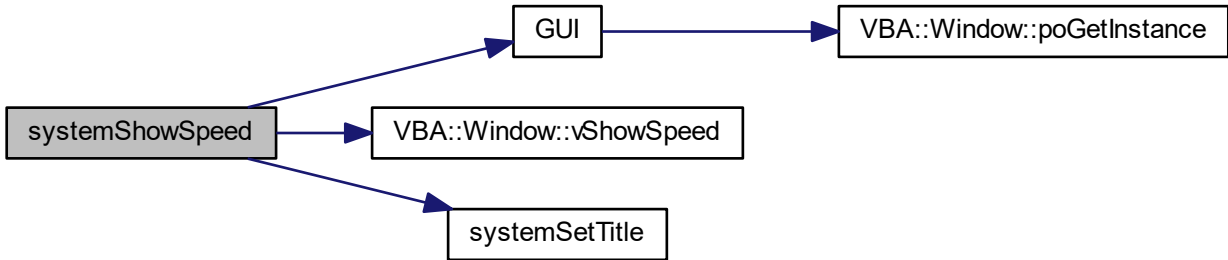 GUI
VBA::Window::poGetInstance
systemShowSpeed
VBA::Window::vShowSpeed
systemSetTitle